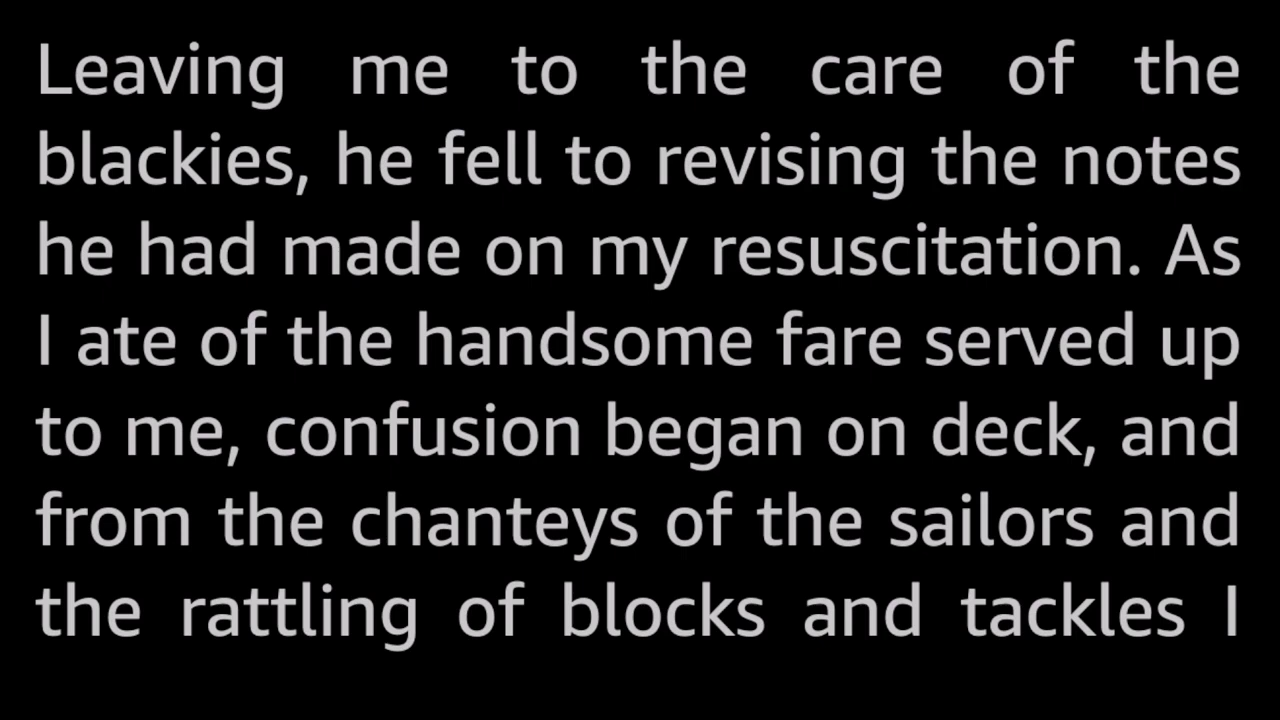 Leaving me to the care of the
blackies, he fell to revising the notes
he had made on my resuscitation. As
I ate of the handsome fare served up
to me, confusion began on deck, and
from the chanteys of the sailors and
the rattling of blocks and tackles I